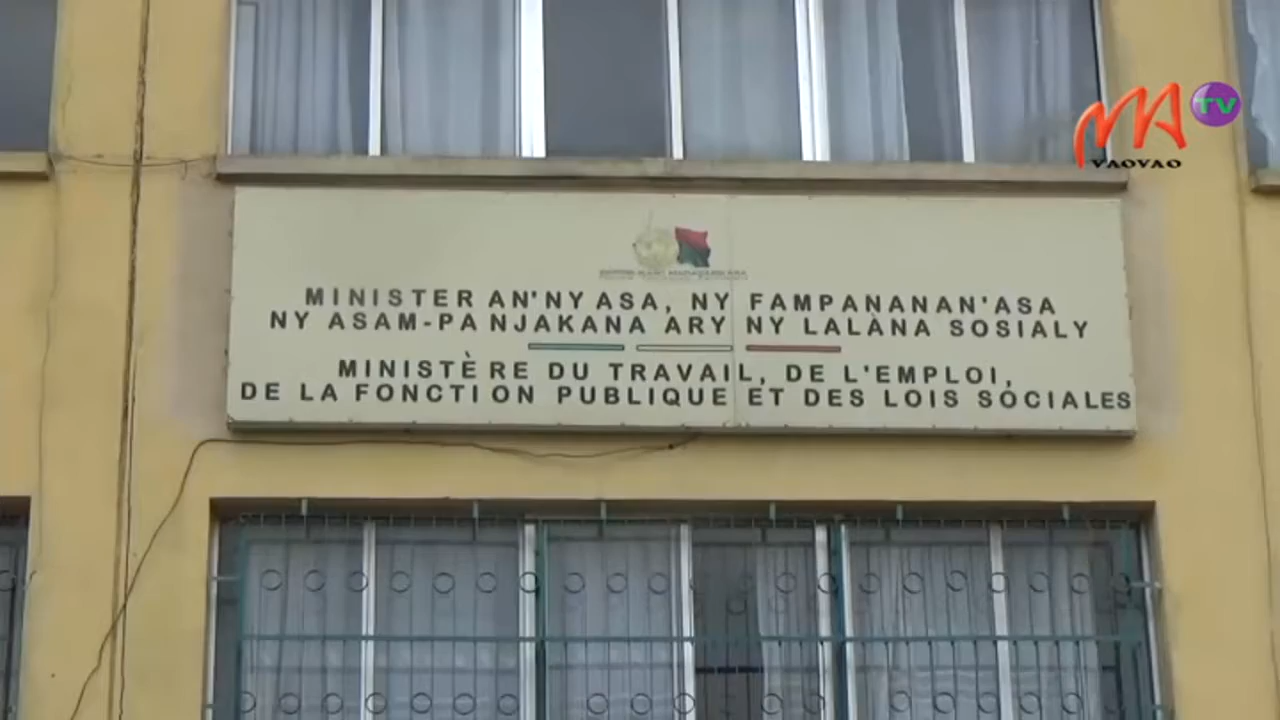 MA TV
VAOVAO
MINISTER AN'NY ASA, NY FAMPANANAN'ASA
NY ASAM-PANJAKANA ARY NY LALÀNA SOSIALY
MINISTÈRE DU TRAVAIL, DE L'EMPLOI,
DE LA FONCTION PUBLIQUE ET DES LOIS SOCIALES